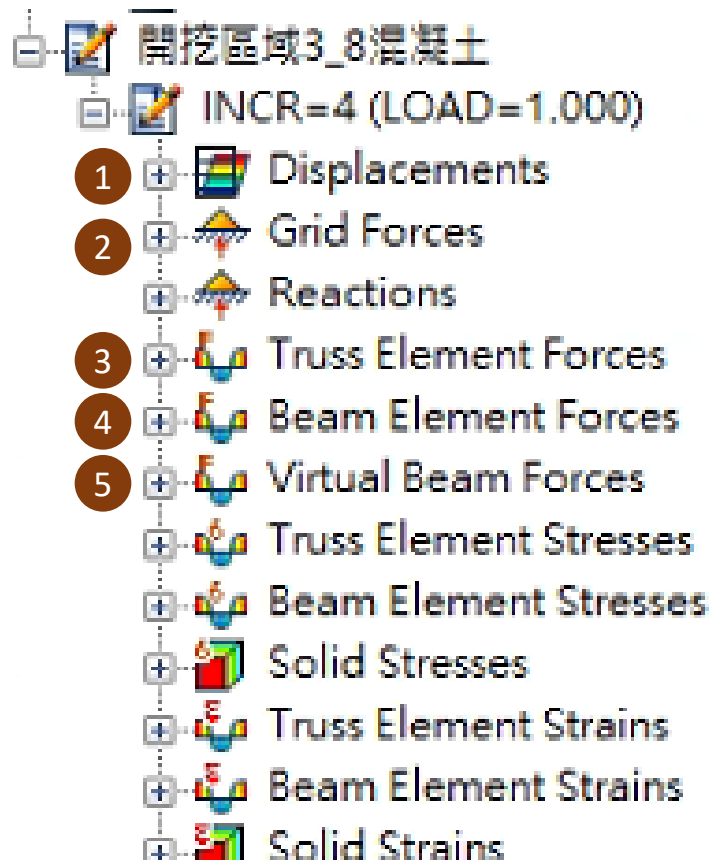 開挖區域3_8混凝土
INCR=4 (LOAD=1.000)
1 Displacements
2 Grid Forces
Reactions
3 Truss Element Forces
4 Beam Element Forces
5 Virtual Beam Forces
Truss Element Stresses
Beam Element Stresses
Solid Stresses
Truss Element Strains
Beam Element Strains
Solid Strains